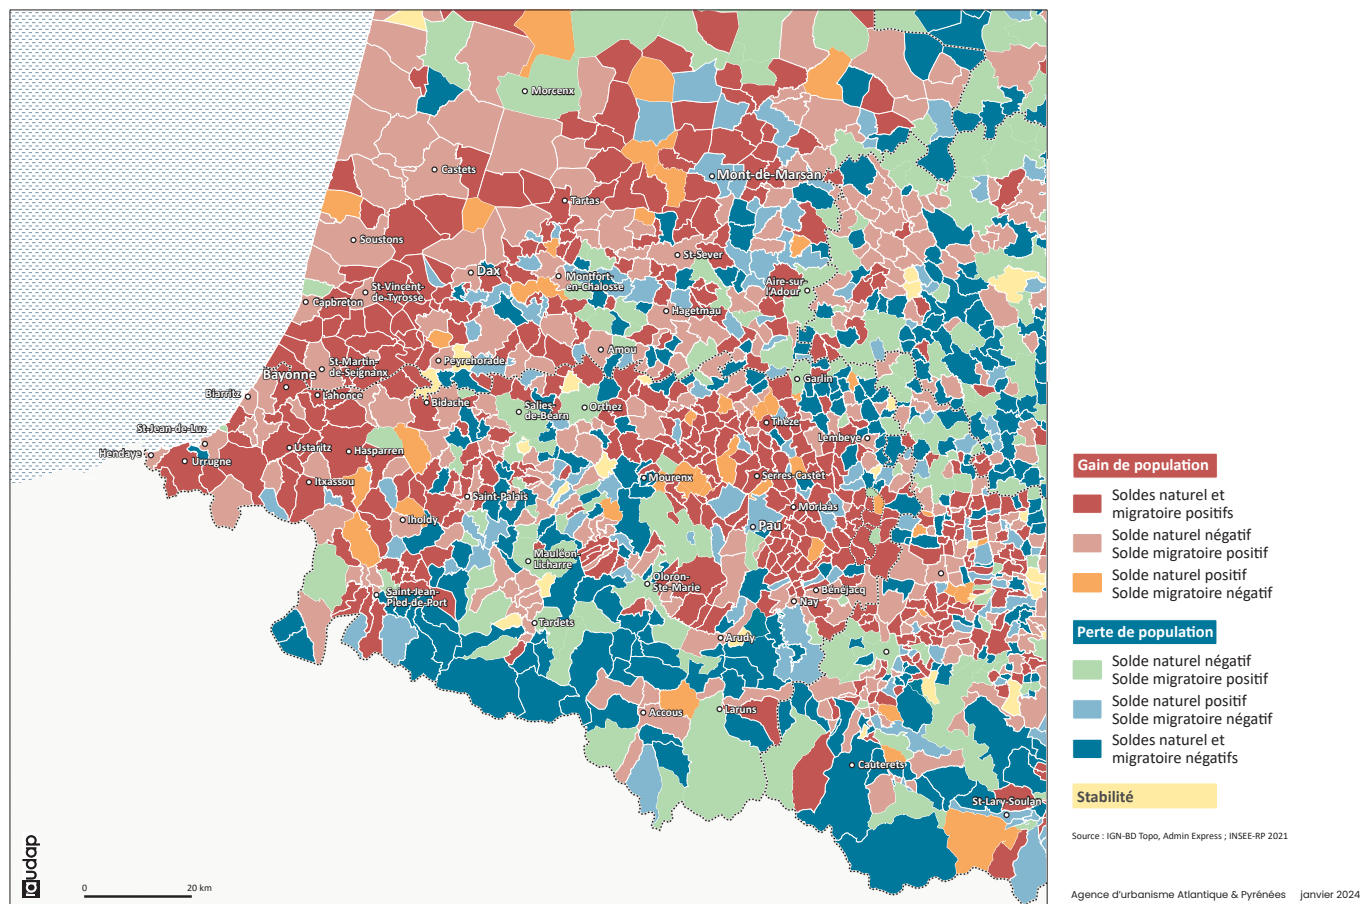 Morcenx
Castets
Mont-de-Marsan
Tartas
Soustons
St-Sever
Dax
Montfort-
en-Chalosse
Aire-sur-
l'Adour
St-Vincent-
de-Tyrosse
Capbreton
Hagetmau
Amou
Peyrehorade
St-Martin-
de-Seignanx
Bayonne
Garlin
Biarritz
Lahonce
Bidache
Salies-
de-Béarn
Orthez
Thèze
St-Jean-de-Luz
Lembeye
Hendaye
Urrugne
Ustaritz
Hasparren
Itxassou
Mourenx
Serres-Castet
Saint-Palais
Morlaàs
Iholdy
Pau
Mauléon-
Licharre
Oloron-
Ste-Marie
Saint-Jean-
Pied-de-Port
Bénéjacq
Nay
Tardets
Arudy
Accous
Laruns
Cauterets
St-Lary-Soulan
0 20 km
audap
Gain de population
Soldes naturel et
migratoire positifs
Solde naturel négatif
Solde migratoire positif
Solde naturel positif
Solde migratoire négatif
Perte de population
Solde naturel négatif
Solde migratoire positif
Solde naturel positif
Solde migratoire négatif
Soldes naturel et
migratoire négatifs
Stabilité
Source : IGN-BD Topo, Admin Express ; INSEE-RP 2021
Agence d'urbanisme Atlantique & Pyrénées janvier 2024